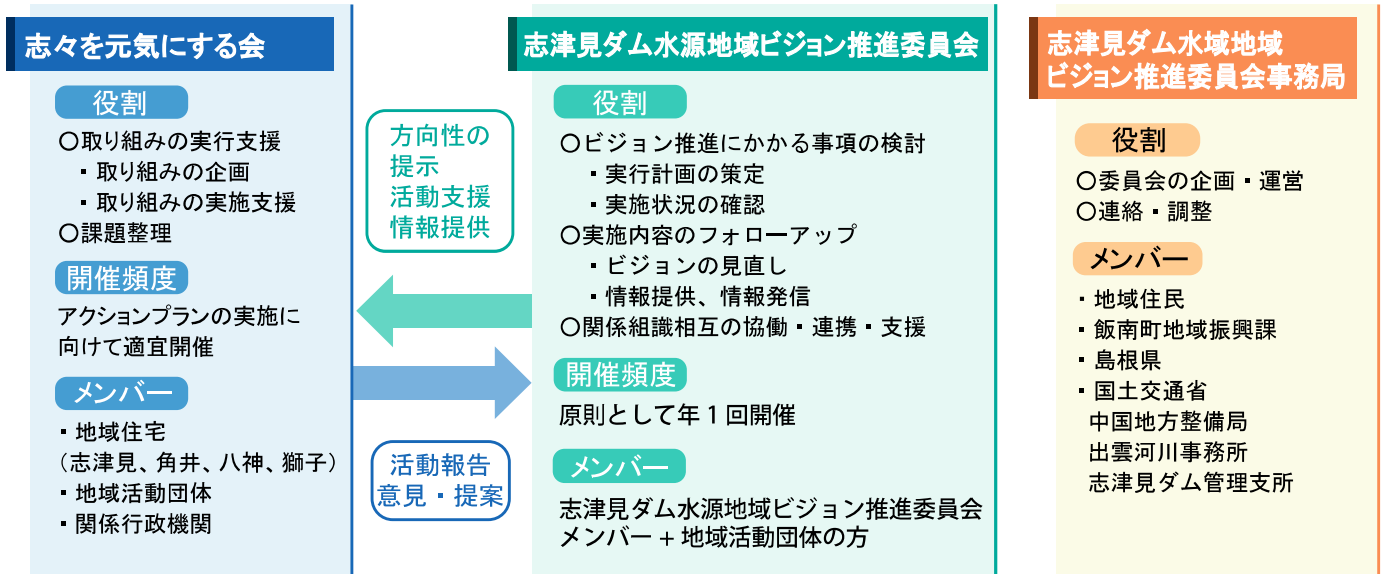 志々を元気にする会
役割
〇取り組みの実行支援
・取り組みの企画
・取り組みの実施支援
〇課題整理
開催頻度
アクションプランの実施に
向けて適宜開催
メンバー
・地域住宅
（志津見、角井、八神、獅子）
・地域活動団体
・関係行政機関
方向性の
提示
活動支援
情報提供
活動報告
意見・提案
志津見ダム水源地域ビジョン推進委員会
役割
〇ビジョン推進にかかる事項の検討
・実行計画の策定
・実施状況の確認
〇実施内容のフォローアップ
・ビジョンの見直し
・情報提供、情報発信
〇関係組識相互の協働・連携・支援
開催頻度
原則として年1回開催
メンバー
志津見ダム水源地域ビジョン推進委員会
メンバー+地域活動団体の方
志津見ダム水域地域
ビジョン推進委員会事務局
役割
〇委員会の企画・運営
〇連絡・調整
メンバー
・地域住民
・飯南町地域振興課
・島根県
・国土交通省
中国地方整備局
出雲河川事務所
志津見ダム管理支所